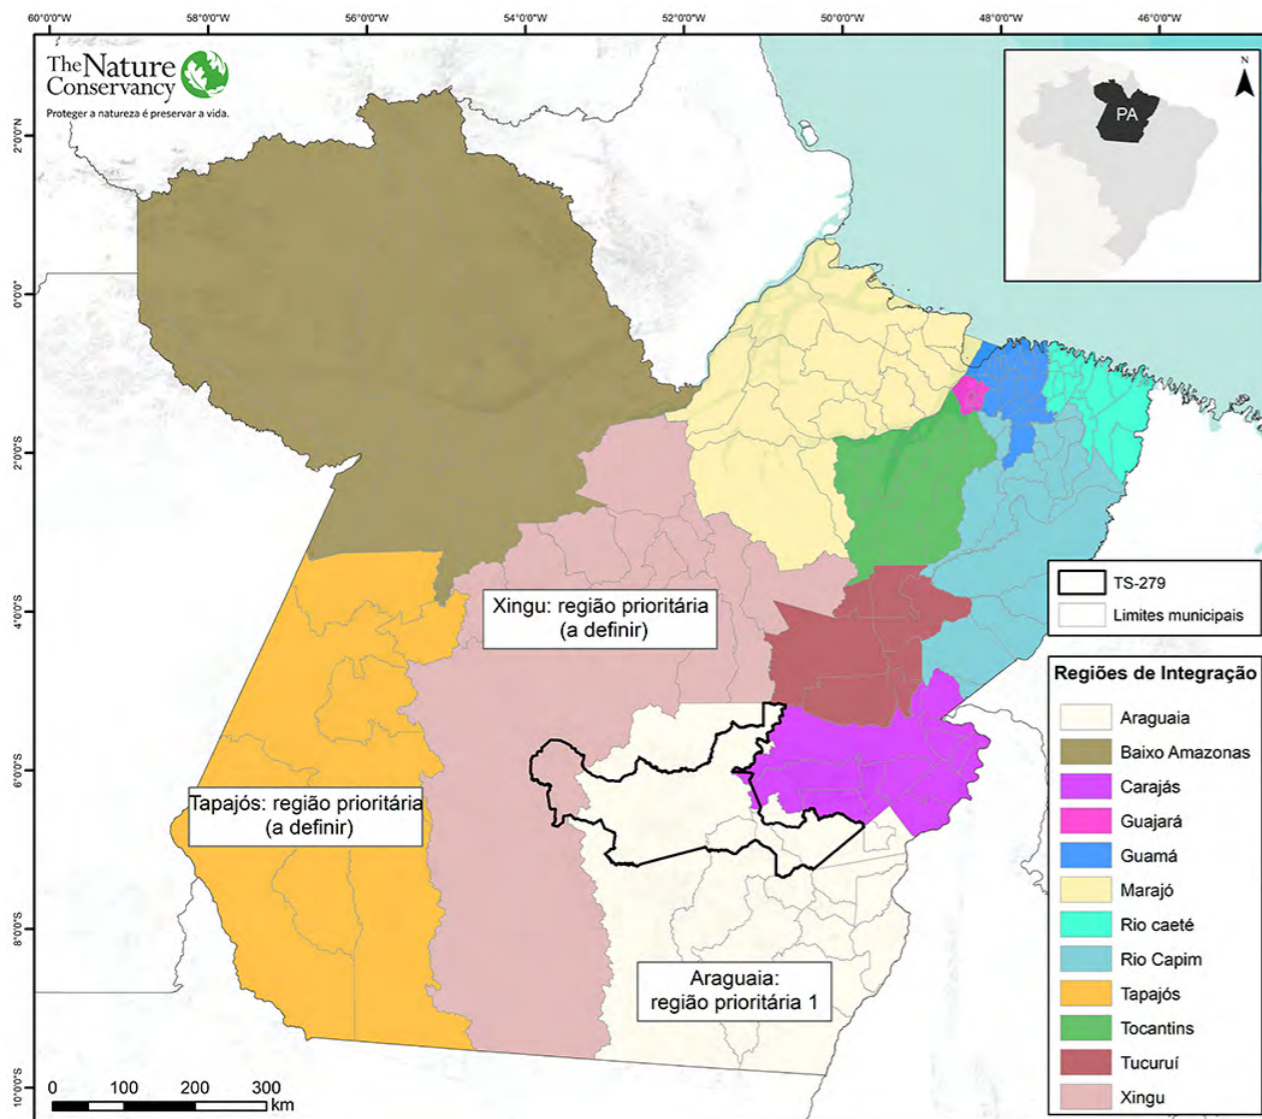 60°0'0"W 58°0'0"W 56°0'0"W 54°0'0"W 52°0'0"W 50°0'0"W 48°0'0"W 46°0'0"W
The Nature
Conservancy
Proteger a natureza é preservar a vida.
N
PA
2°0'0"N
0°0'0"
2°0'0"S
4°0'0"S
6°0'0"S
8°0'0"S
10°0'0"S
Xingu: região prioritária
(a definir)
Tapajós: região prioritária
(a definir)
Araguaia:
região prioritária 1
TS-279
Limites municipais
Regiões de Integração
Araguaia
Baixo Amazonas
Carajás
Guajará
Guamá
Marajó
Rio caeté
Rio Capim
Tapajós
Tocantins
Tucuruí
Xingu
0 100 200 300
km